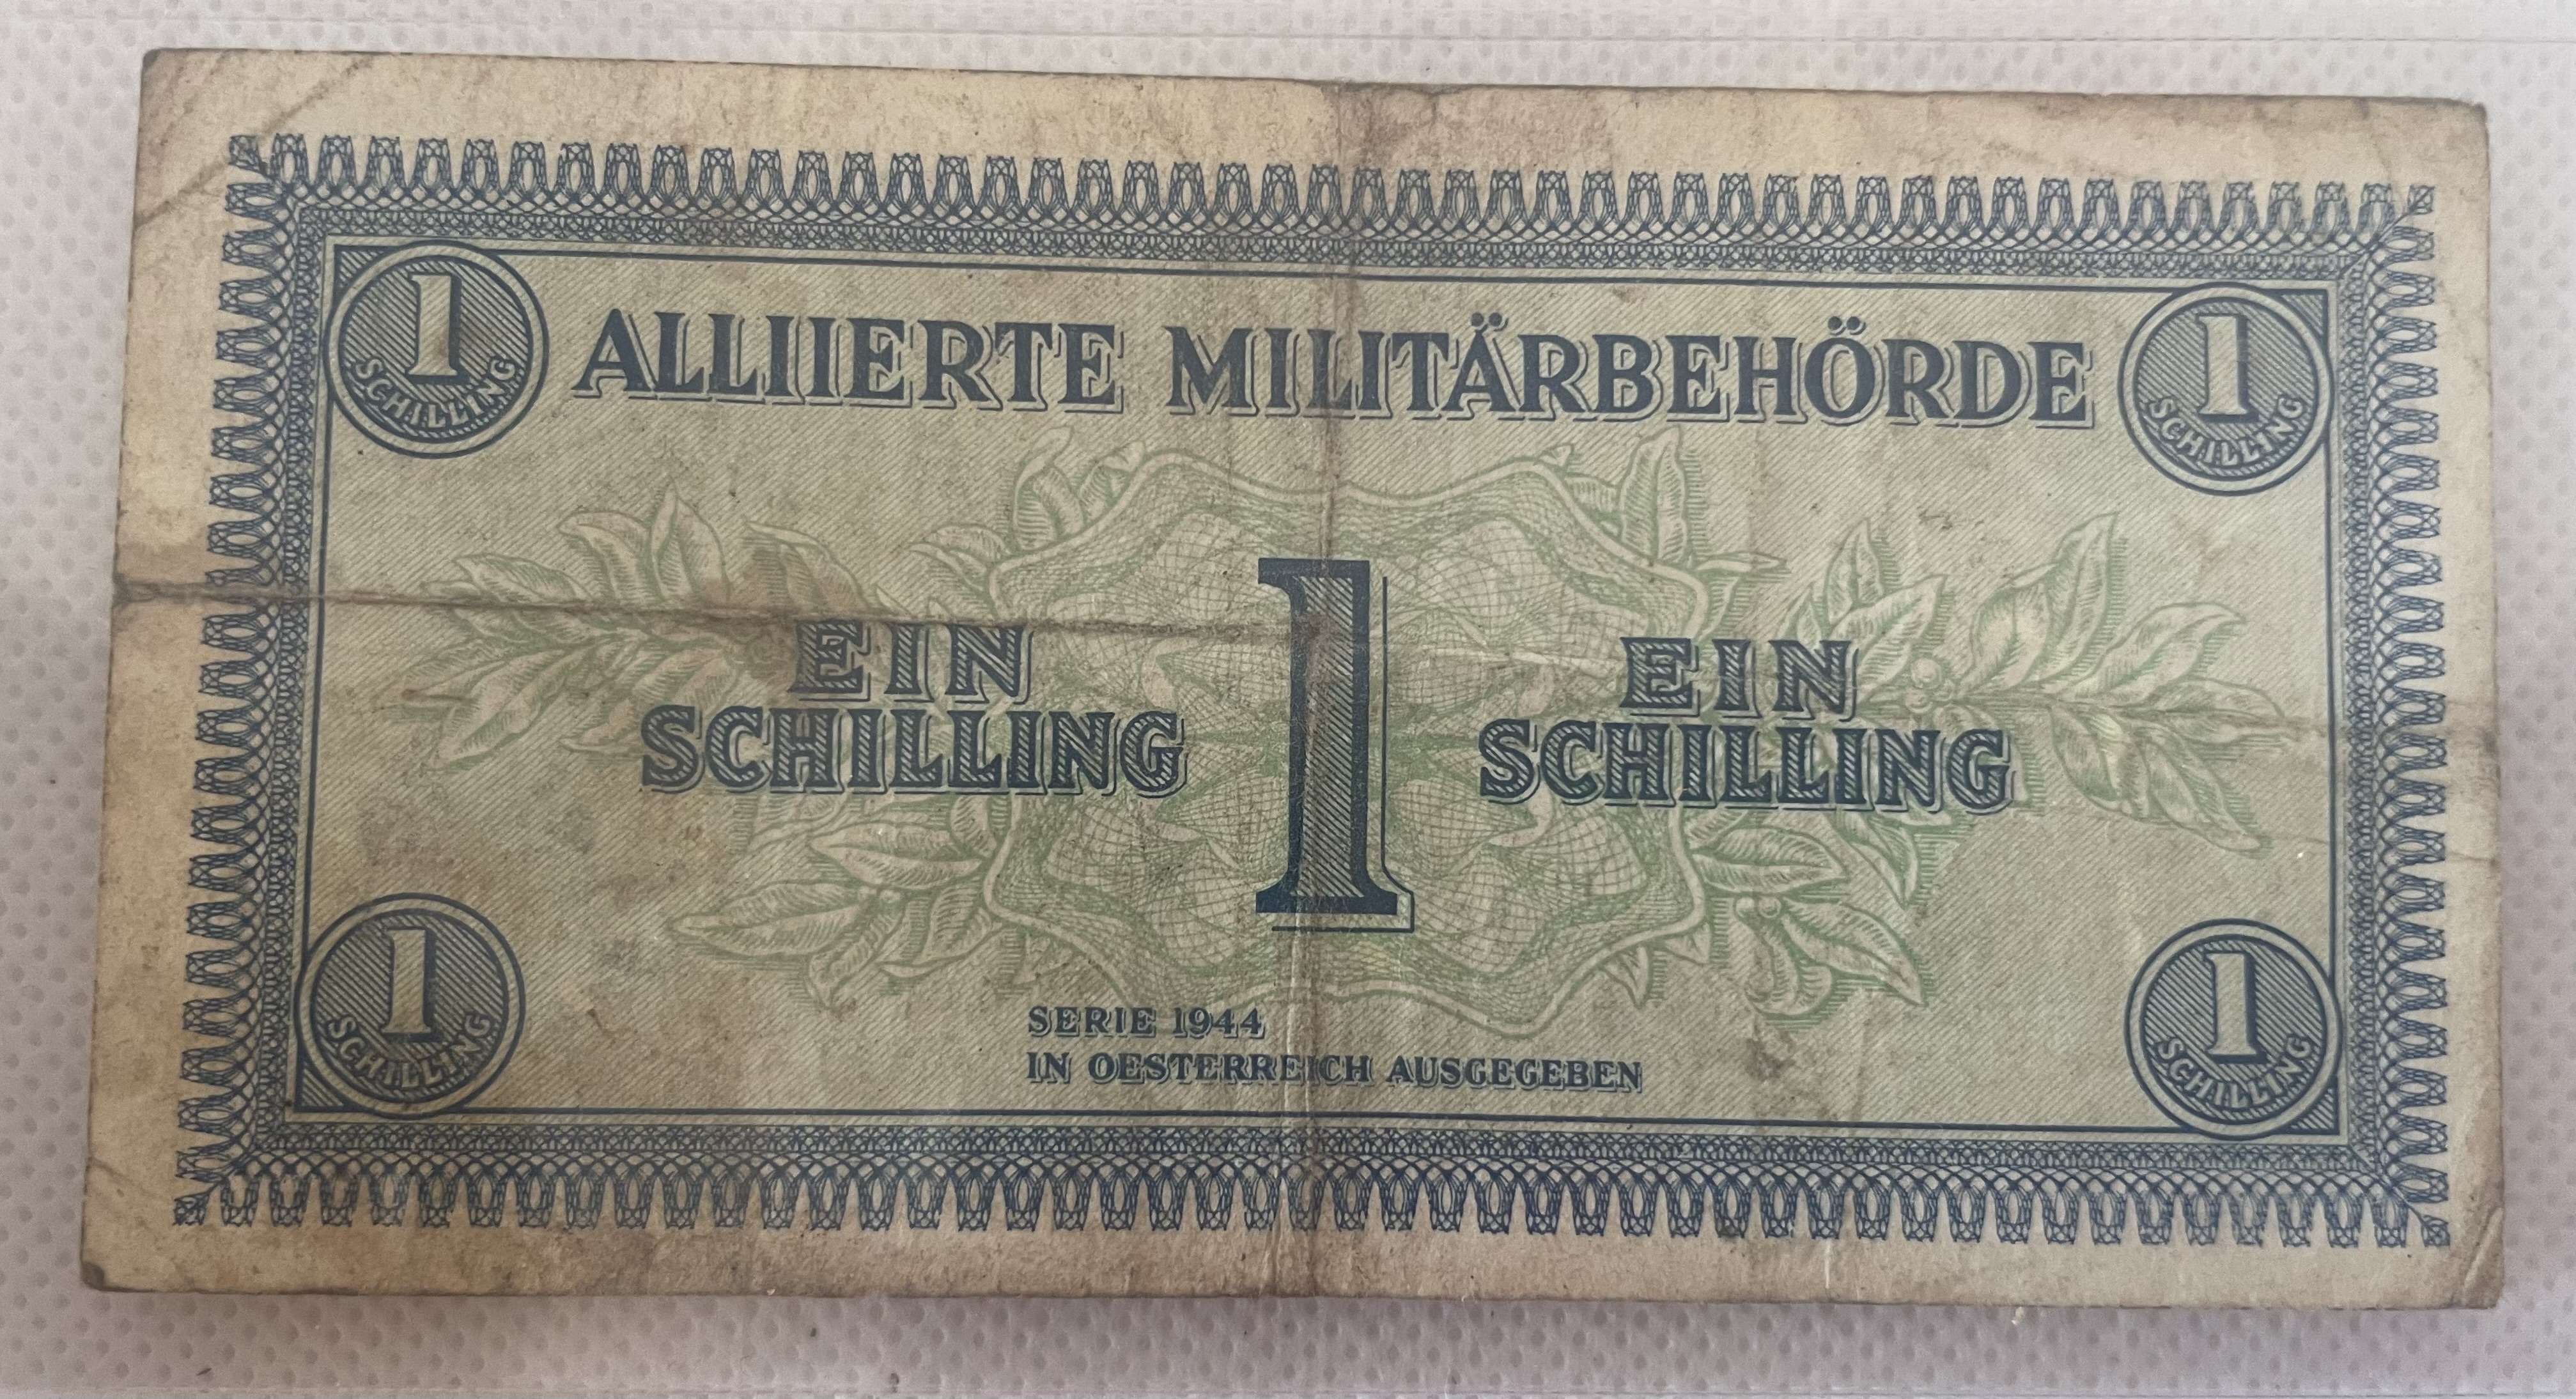 1 SCHILLING
ALLIIERTE MILITÄRBEHÖRDE
1 SCHILLING
EIN SCHILLING
1
EIN SCHILLING
1 SCHILLING
SERIE 1944
IN OESTERREICH AUSGEGEBEN
1 SCHILLING